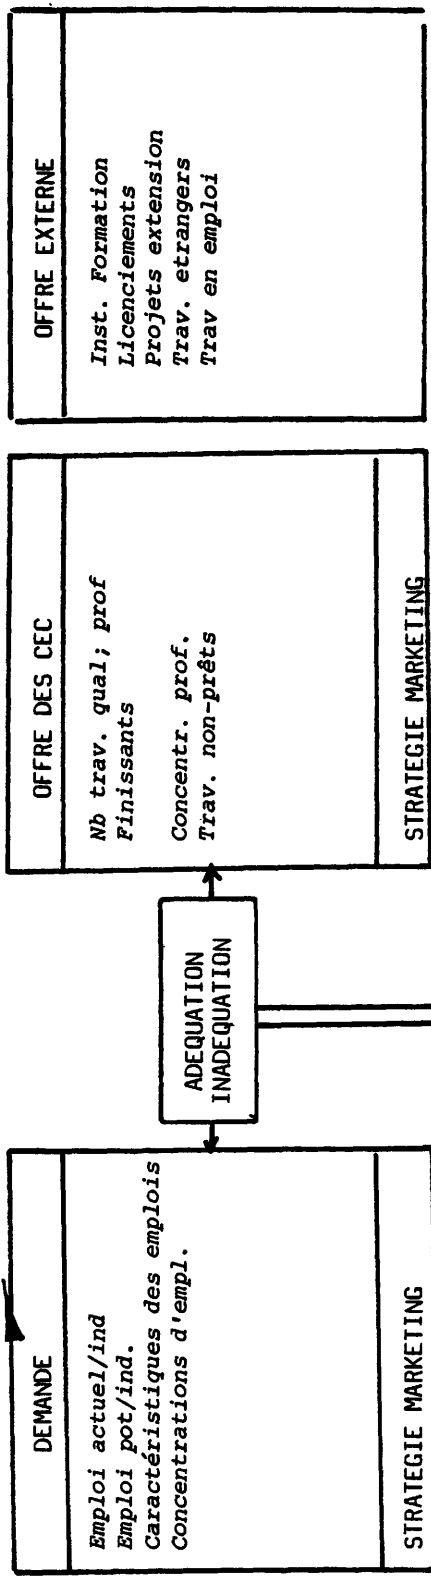 DEMANDE
Emploi actuel/ind
Emploi pot/ind.
Caractéristiques des emplois
Concentrations d'empl.
STRATEGIE MARKETING
ADEQUATION
INADEQUATION
OFFRE DES CEC
Nb trav. qual; prof
Finissants
Concentr. prof.
Trav. non-prêts
STRATEGIE MARKETING
OFFRE EXTERNE
Inst. Formation
Licenciements
Projets extension
Trav. etrangers
Trav en emploi